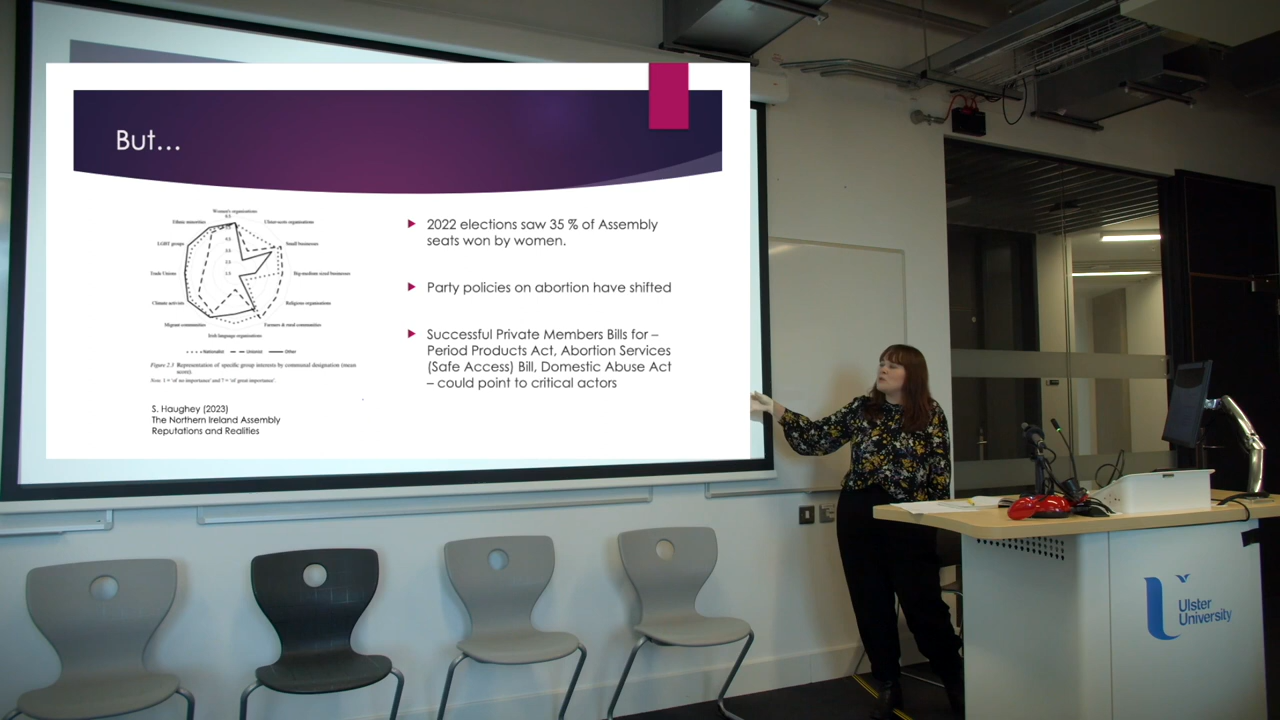 But…
Women's organisations
Ethnic minorities
Ulster-scots organisations
LGBT groups
Small businesses
Trade Unions
Big-medium sized businesses
Climate activists
Religious organisations
Migrant communities
Farmers & rural communities
Irish language organisations
Nationalist
Unionist
Other
Figure 2.3 Representation of specific group interests by communal designation (mean
score).
Note: 1 = 'of no importance' and 7 = 'of great importance'.
S. Haughey (2023)
The Northern Ireland Assembly
Reputations and Realities
2022 elections saw 35 % of Assembly
seats won by women.
Party policies on abortion have shifted
Successful Private Members Bills for –
Period Products Act, Abortion Services
(Safe Access) Bill, Domestic Abuse Act
– could point to critical actors
Ulster
University